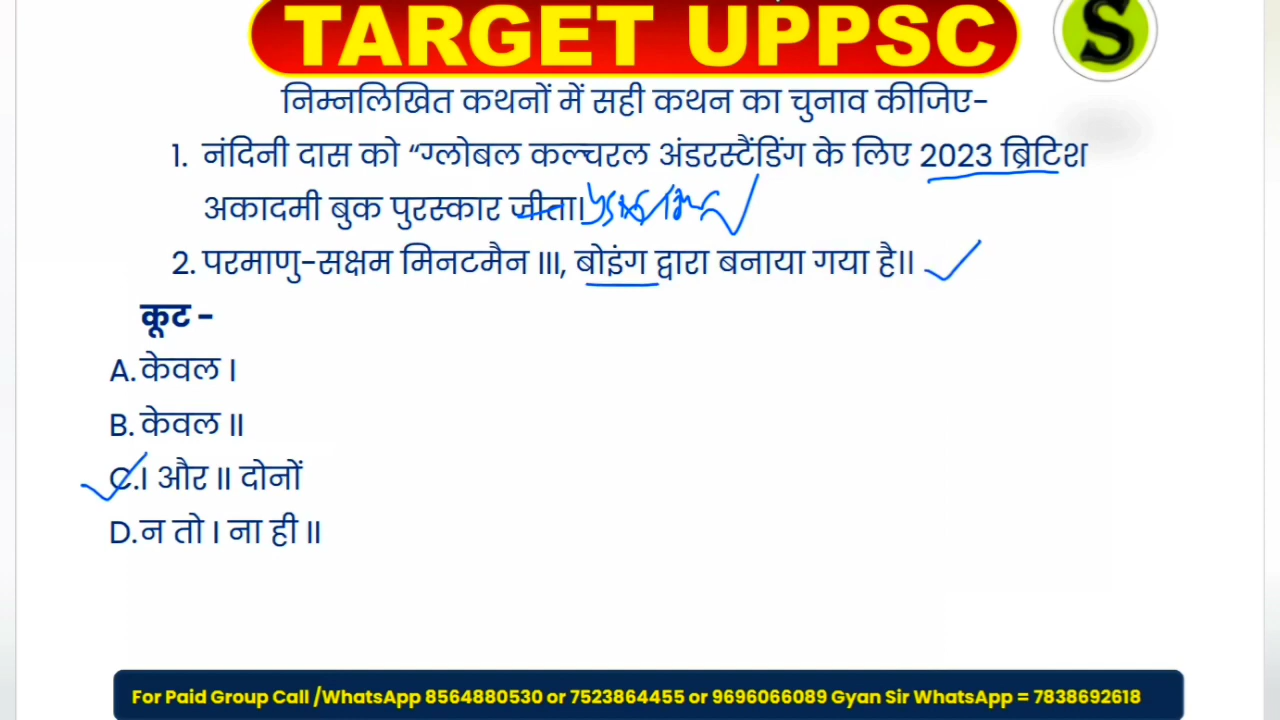 TARGET UPPSC
S
निम्नलिखित कथनों में सही कथन का चुनाव कीजिए-
1. नंदिनी दास को “ग्लोबल कल्चरल अंडरस्टैंडिंग के लिए 2023 ब्रिटिश
अकादमी बुक पुरस्कार जीता।
2. परमाणु-सक्षम मिनटमैन III, बोइंग द्वारा बनाया गया है।।
कूट -
A. केवल I
B. केवल II
C. I और II दोनों
D. न तो I ना ही II
For Paid Group Call /WhatsApp 8564880530 or 7523864455 or 9696066089 Gyan Sir WhatsApp = 7838692618